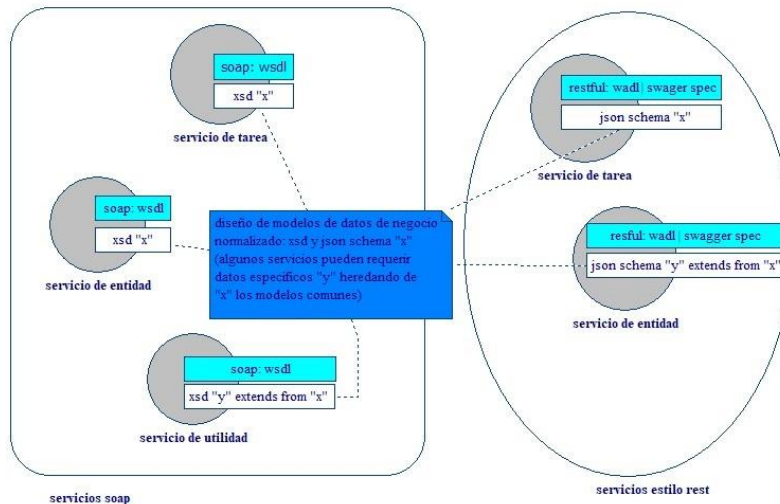 soap: wsdl
xsd "x"
servicio de tarea
soap: wsdl
xsd "x"
servicio de entidad
diseño de modelos de datos de negocio
normalizado: xsd y json schema "x"
(algunos servicios pueden requerir
datos especificos "y" heredando de
"x" los modelos comunes)
soap: wsdl
xsd "y" extends from "x"
servicio de utilidad
servicios soap
restful: wadl | swager spec
json schema "x"
servicio de tarea
resful: wadl | swagger spec
json schema "y" extends from "x"
servicio de entidad
servicios estilo rest